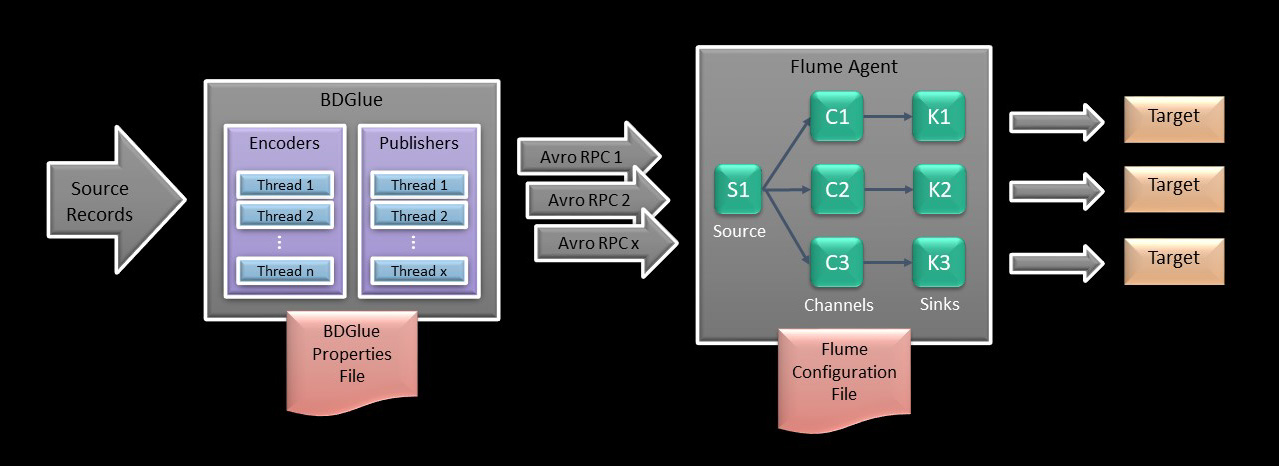 Source
Records
BDGlue
Encoders
Thread 1
Thread 2
Thread n
Publishers
Thread 1
Thread 2
Thread x
BDGlue
Properties
File
Avro RPC 1
Avro RPC 2
Avro RPC x
Flume Agent
S1
Source
C1
C2
C3
Channels
K1
K2
K3
Sinks
Flume
Configuration
File
Target
Target
Target